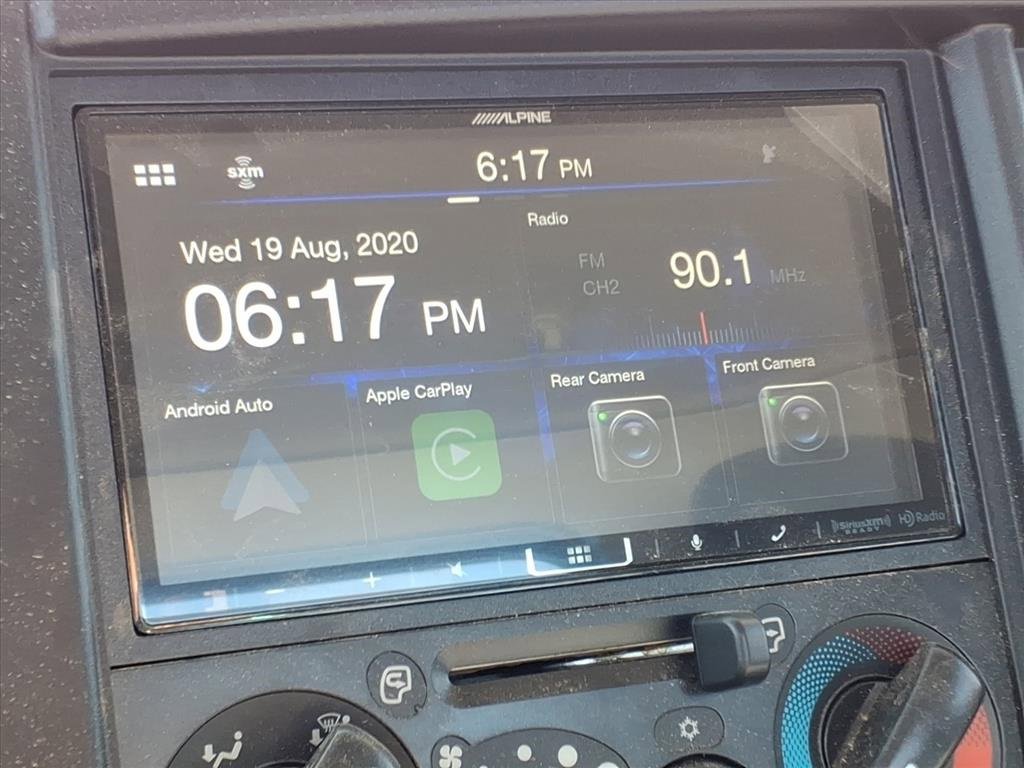 ALPINE
sxm
6:17 PM
Wed 19 Aug, 2020
06:17 PM
Radio
FM
CH2
90.1 MHz
Android Auto
Apple CarPlay
Rear Camera
Front Camera
SiriusXM
READY
HD Radio